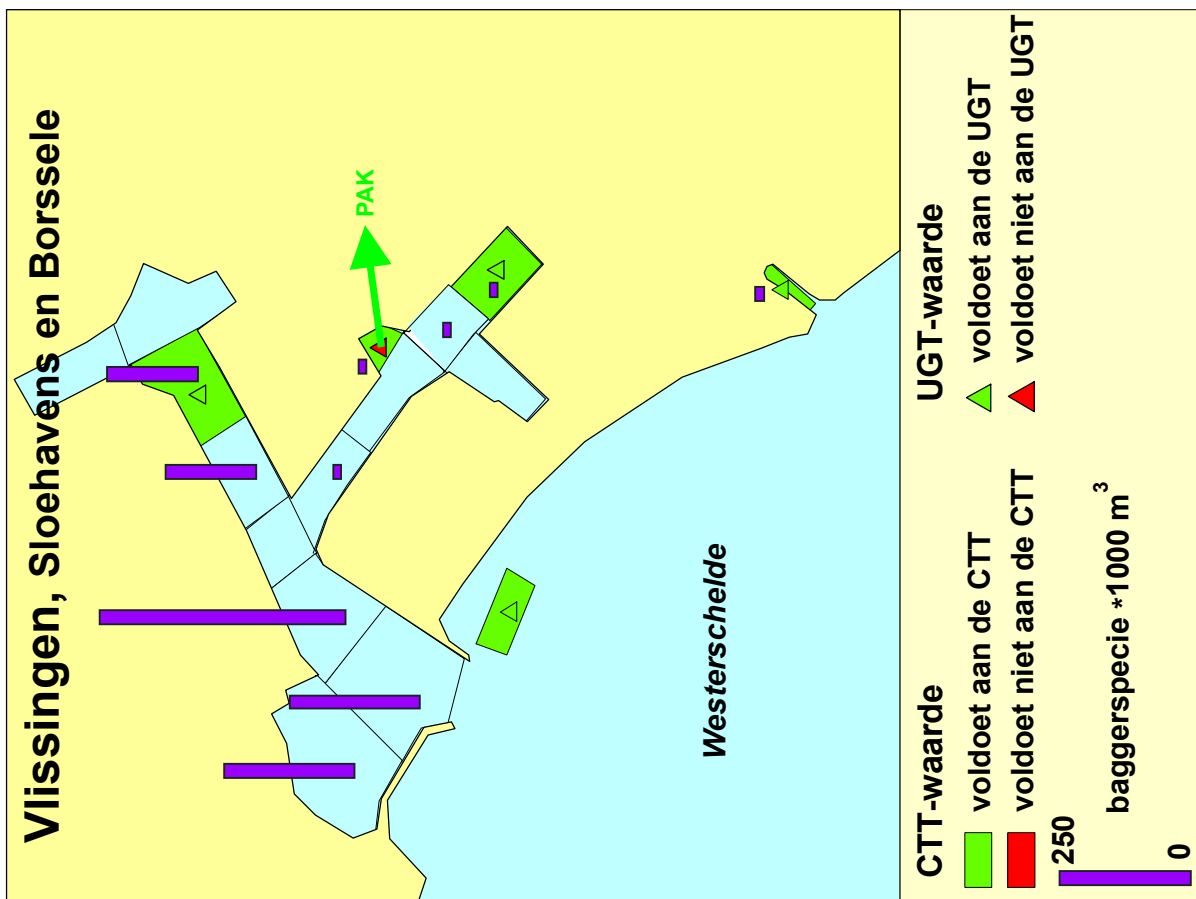 Vlissingen, Sloehavens en Borssele
PAK
Westerschelde
CTT-waarde
voldoet aan de CTT
voldoet niet aan de CTT
UGT-waarde
voldoet aan de UGT
voldoet niet aan de UGT
250
0
baggerspecie *1000 m³